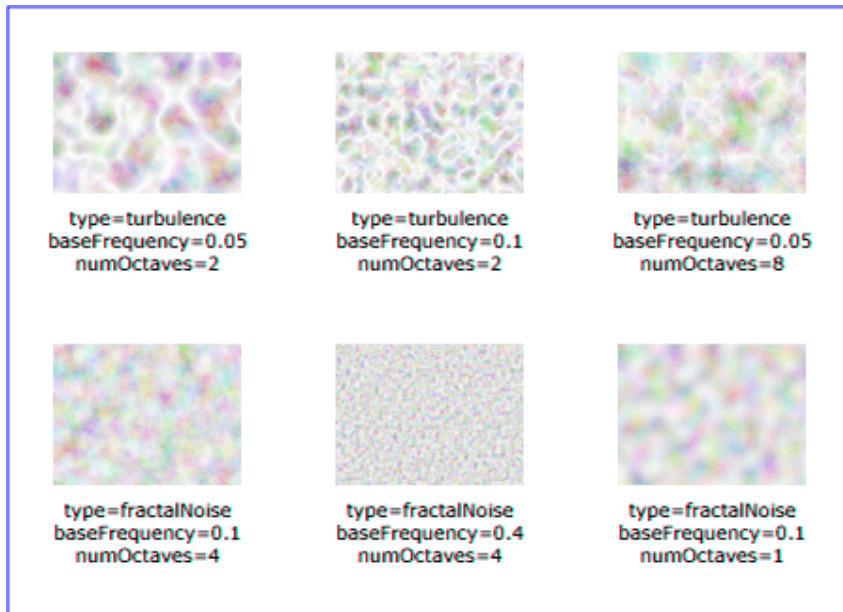 type=turbulence
baseFrequency=0.05
numOctaves=2
type=turbulence
baseFrequency=0.1
numOctaves=2
type=turbulence
baseFrequency=0.05
numOctaves=8
type=fractalNoise
baseFrequency=0.1
numOctaves=4
type=fractalNoise
baseFrequency=0.4
numOctaves=4
type=fractalNoise
baseFrequency=0.1
numOctaves=1